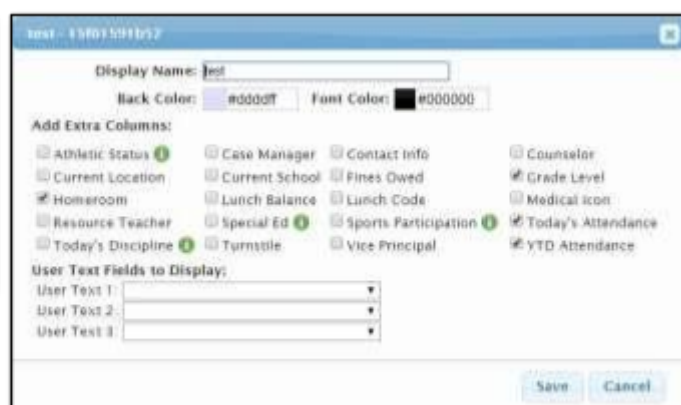 test - 15f01591b52
Display Name: test
Back Color: #ddddff Font Color: #000000
Add Extra Columns:
Athletic Status Case Manager Contact Info Counselor
Current Location Current School Fines Owed Grade Level
Homeroom Lunch Balance Lunch Code Medical Icon
Resource Teacher Special Ed Sports Participation Today's Attendance
Today's Discipline Turnstile Vice Principal YTD Attendance
User Text Fields to Display:
User Text 1:
User Text 2:
User Text 3:
Save Cancel